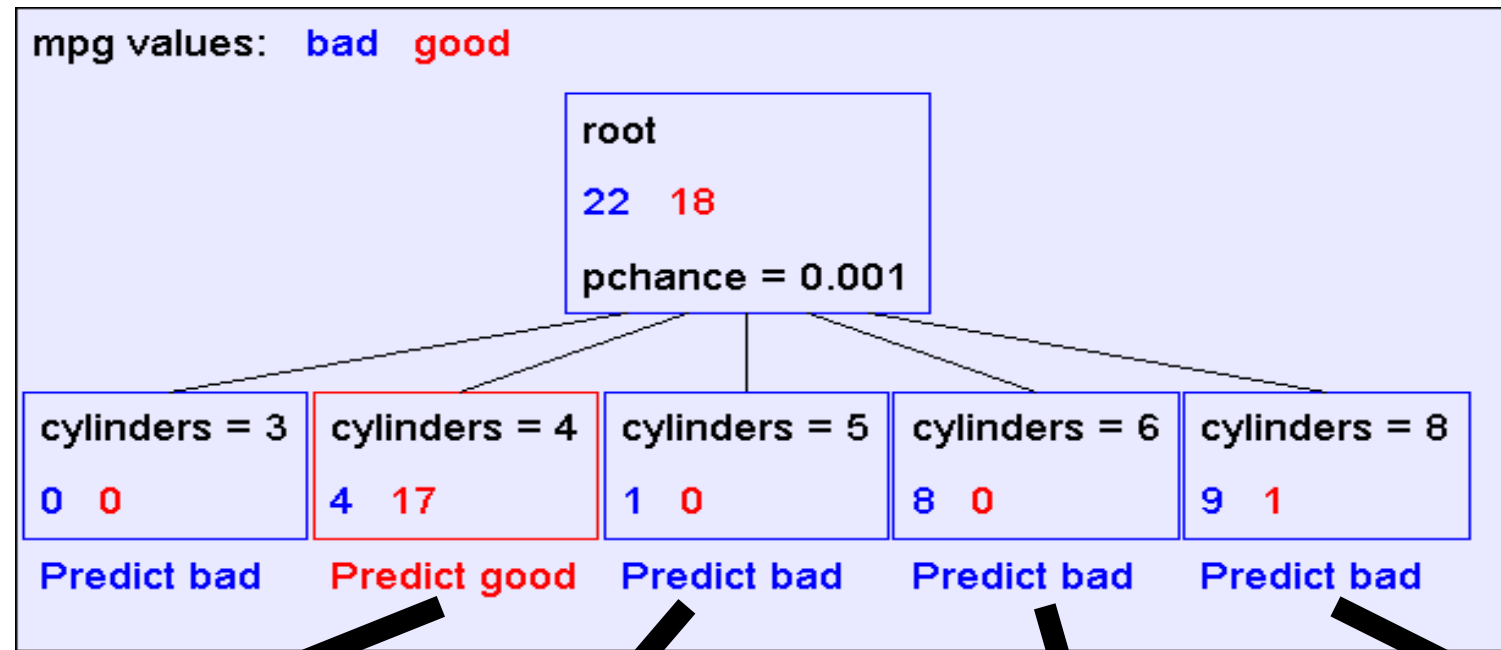 mpg values: bad good
root
22 18
pchance = 0.001
cylinders = 3 cylinders = 4 cylinders = 5 cylinders = 6 cylinders = 8
0 0 4 17 1 0 8 0 9 1
Predict bad Predict good Predict bad Predict bad Predict bad